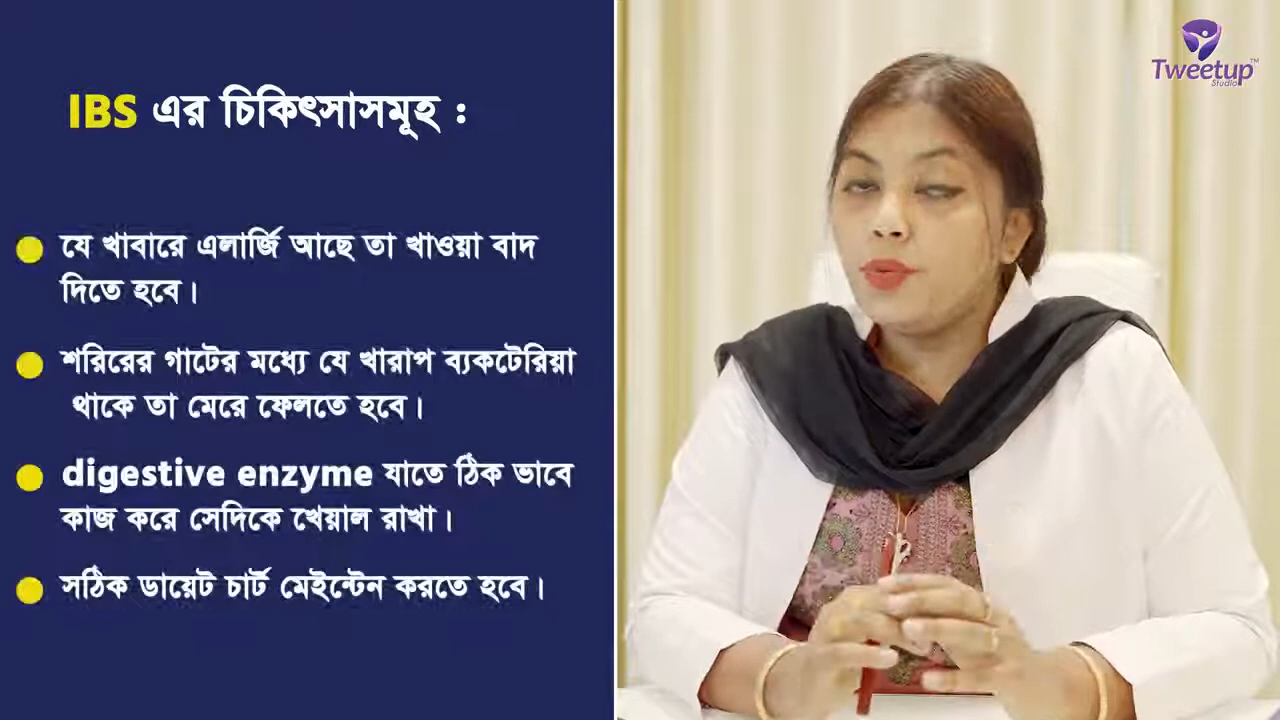 IBS এর চিকিৎসাসমূহ :
যে খাবারে এলার্জি আছে তা খাওয়া বাদ
দিতে হবে।
শরিরের গাটের মধ্যে যে খারাপ ব্যকটেরিয়া
থাকে তা মেরে ফেলতে হবে।
digestive enzyme যাতে ঠিক ভাবে
কাজ করে সেদিকে খেয়াল রাখা।
সঠিক ডায়েট চার্ট মেইন্টেন করতে হবে।
Tweetup™
Studio